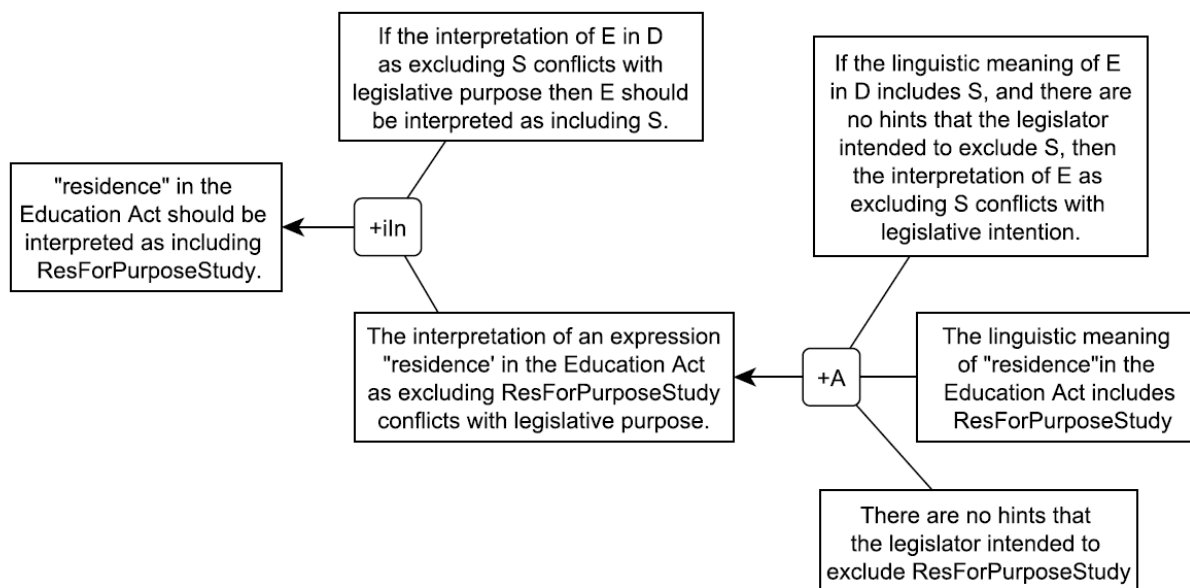 If the interpretation of E in D
as excluding S conflicts with
legislative purpose then E should
be interpreted as including S.
If the linguistic meaning of E
in D includes S, and there are
no hints that the legislator
intended to exclude S, then
the interpretation of E as
excluding S conflicts with
legislative intention.
"residence" in the
Education Act should be
interpreted as including
ResForPurposeStudy.
+iIn
The interpretation of an expression
"residence' in the Education Act
as excluding ResForPurposeStudy
conflicts with legislative purpose.
+A
The linguistic meaning
of "residence"in the
Education Act includes
ResForPurposeStudy
There are no hints that
the legislator intended to
exclude ResForPurposeStudy